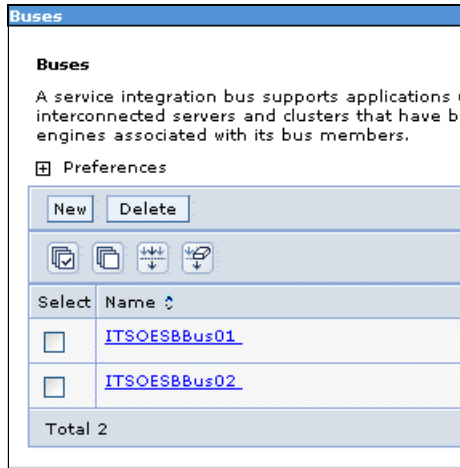 Buses
Buses
A servi integration bus supports applications
interconnected servers and clusters that have b
engines associated with its bus members.
Preferences
New Delete
Select Name
ITSOESBBus01
ITSOESBBus02
Total 2